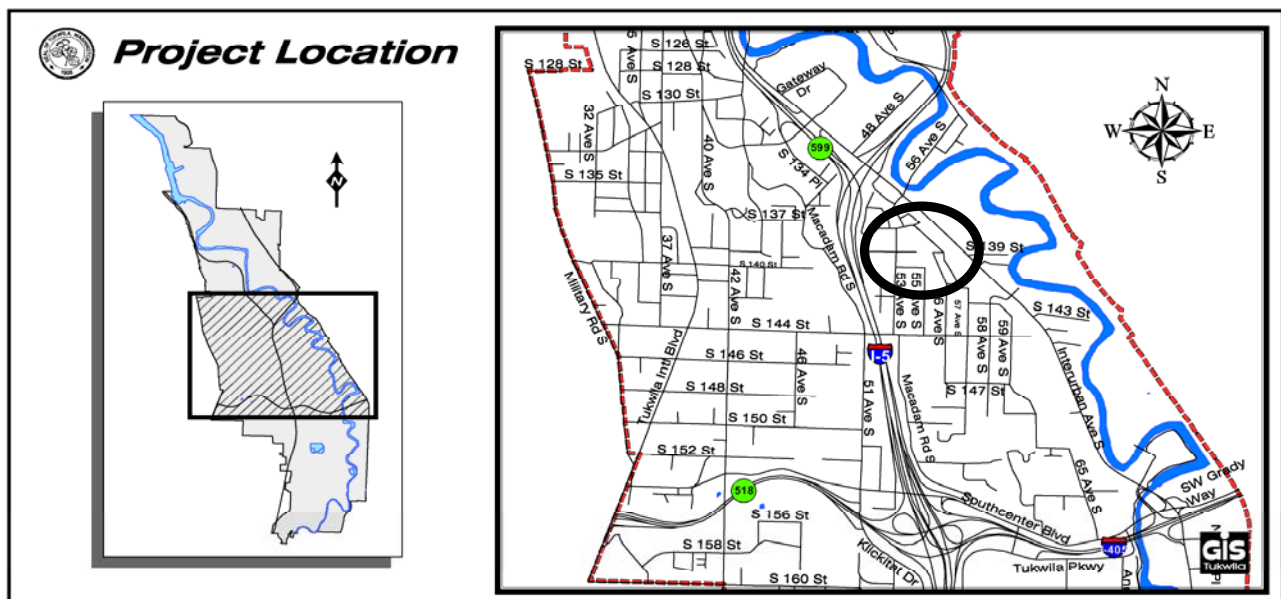 Project Location
N
N
W
E
S
S 126 St
S 128 St
S 128 St
S 130 St
5 Ave S
Gateway
Dr
32 Ave S
40 Ave S
48 Ave S
56 Ave S
599
S 134 Pl
S 135 St
S 137 St
Macadam Rd S
37 Ave S
S 139 St
S 140 St
42 Ave S
Military Rd S
53 Ave S
55 Ave S
6 Ave S
57 Ave S
58 Ave S
59 Ave S
S 143 St
S 144 St
I-5
S 146 St
46 Ave S
Tukwila Intl Blvd
Interurban Ave S
S 147 St
S 148 St
51 Ave S
Macadam Rd S
S 150 St
S 152 St
65 Ave S
SW Grady
Way
518
Southcenter Blvd
S 156 St
S 158 St
Klickitat Dr
-405
Tukwila Pkwy
S 160 St
GIS
Tukwila